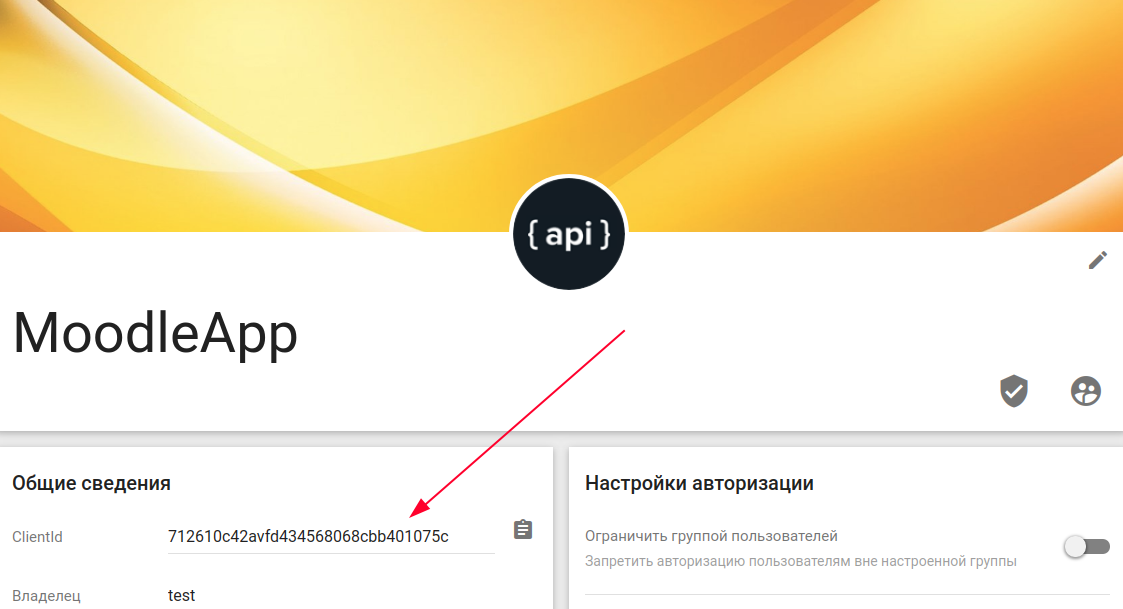 { api }
MoodleApp
Общие сведения
ClientId 712610c42avfd434568068cbb401075c
Владелец test
Настройки авторизации
Ограничить группой пользователей
Запретить авторизацию пользователям вне настроенной группы